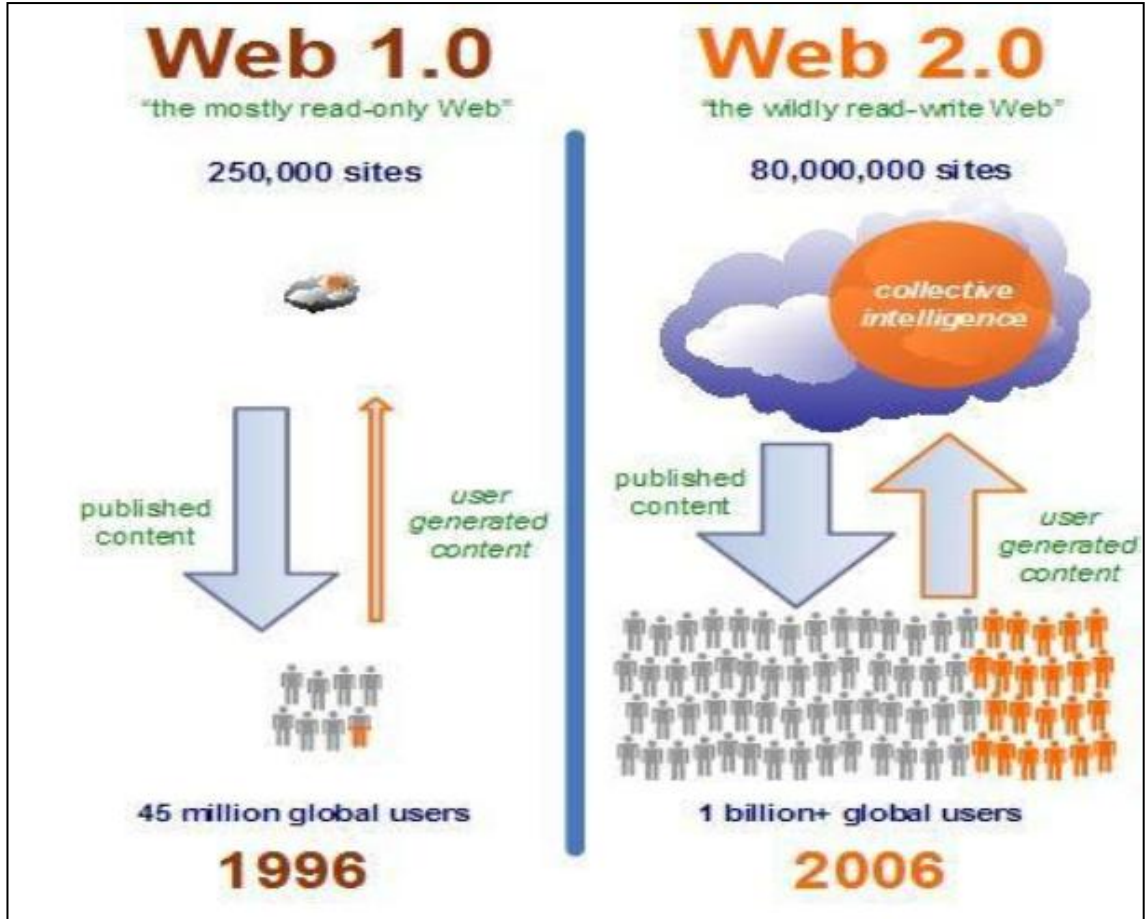 Web 1.0
"the mostly read-only Web"
250,000 sites
published
content
user
generated
content
45 million global users
1996
Web 2.0
"the wildly read-write Web"
80,000,000 sites
collective
intelligence
published
content
user
generated
content
1 billion+ global users
2006